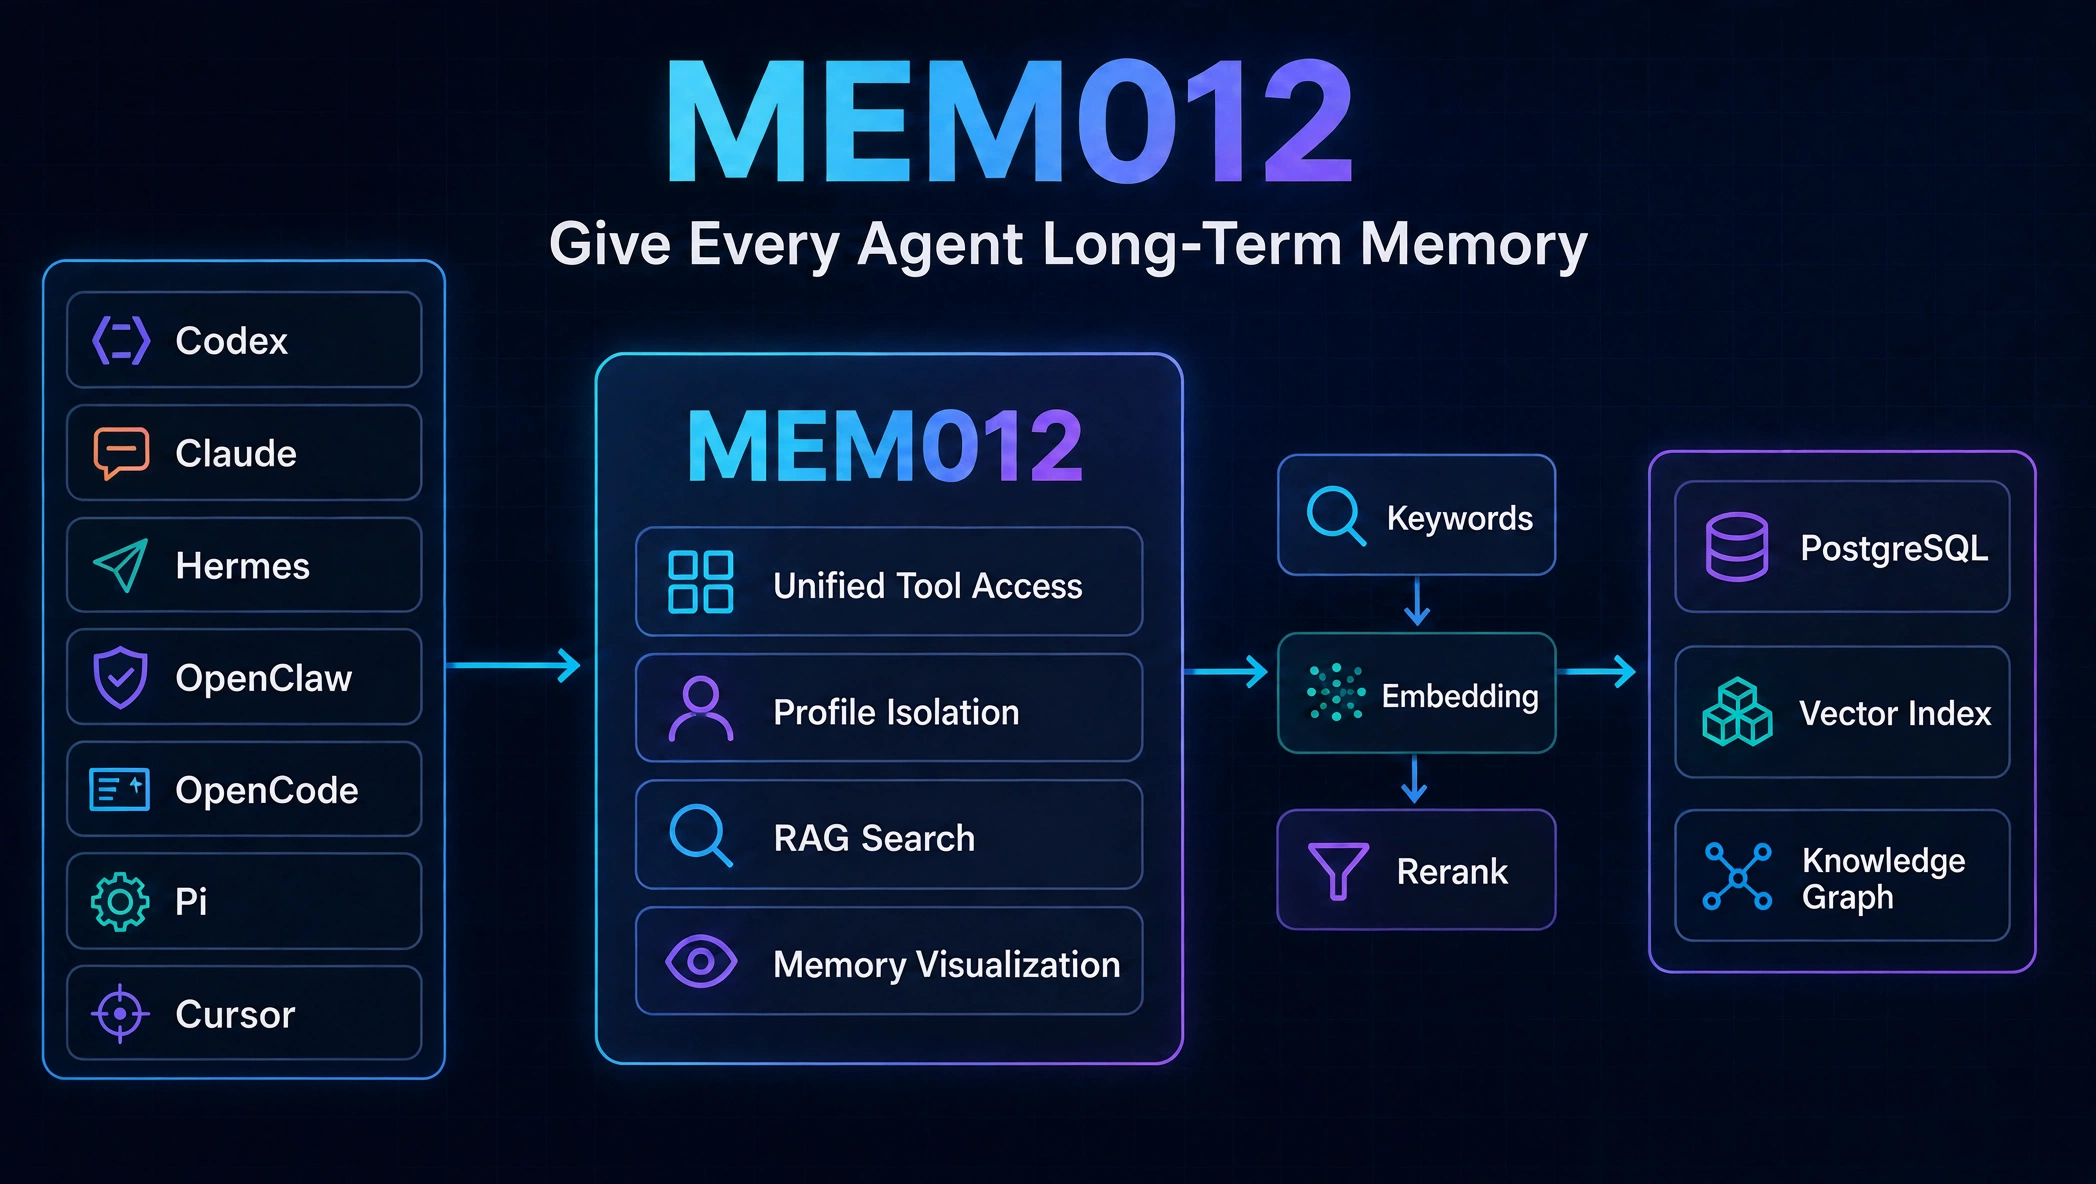 MEM012
Give Every Agent Long-Term Memory
Codex
Claude
Hermes
OpenClaw
OpenCode
Pi
Cursor
MEM012
Unified Tool Access
Profile Isolation
RAG Search
Memory Visualization
Keywords
Embedding
Rerank
PostgreSQL
Vector Index
Knowledge
Graph